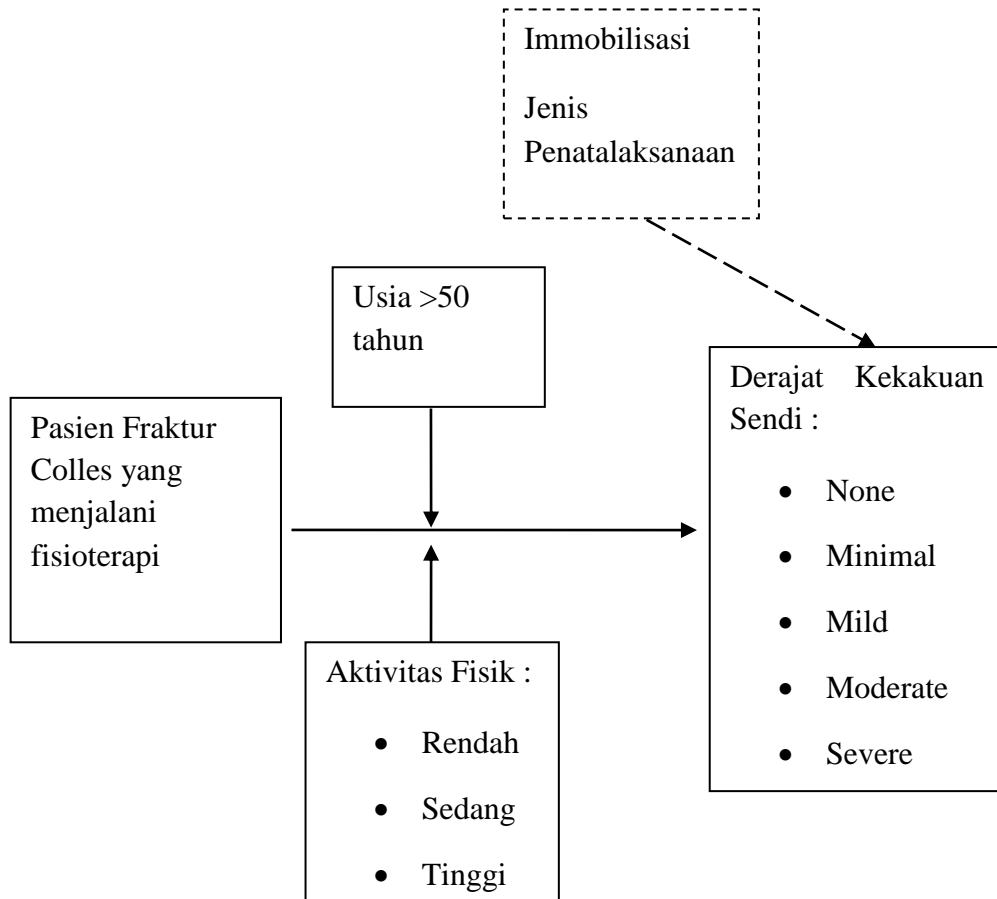 Immobilisasi
Jenis
Penatalaksanaan
Usia >50
tahun
Pasien Fraktur
Colles yang
menjalani
fisioterapi
Derajat Kekakuan
Sendi :
• None
• Minimal
• Mild
• Moderate
• Severe
Aktivitas Fisik :
• Rendah
• Sedang
• Tinggi